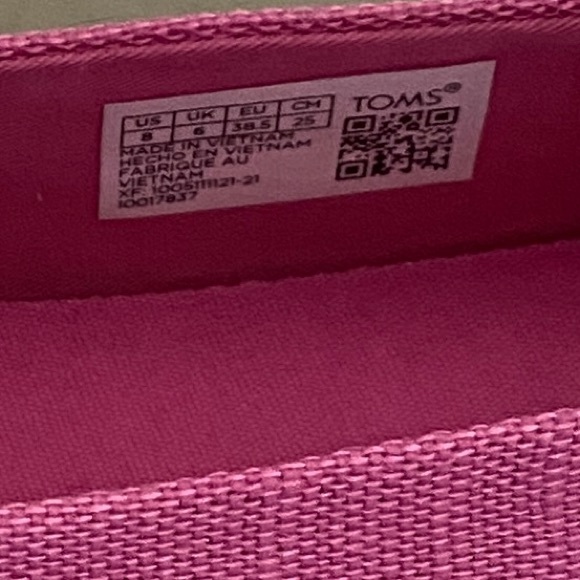 TOMS®
US UK EU CM
8 6 38.5 25
MADE IN VIETNAM
HECHO EN VIETNAM
FABRIQUE AU
VIETNAM
XF: 1005111121-21
10017837